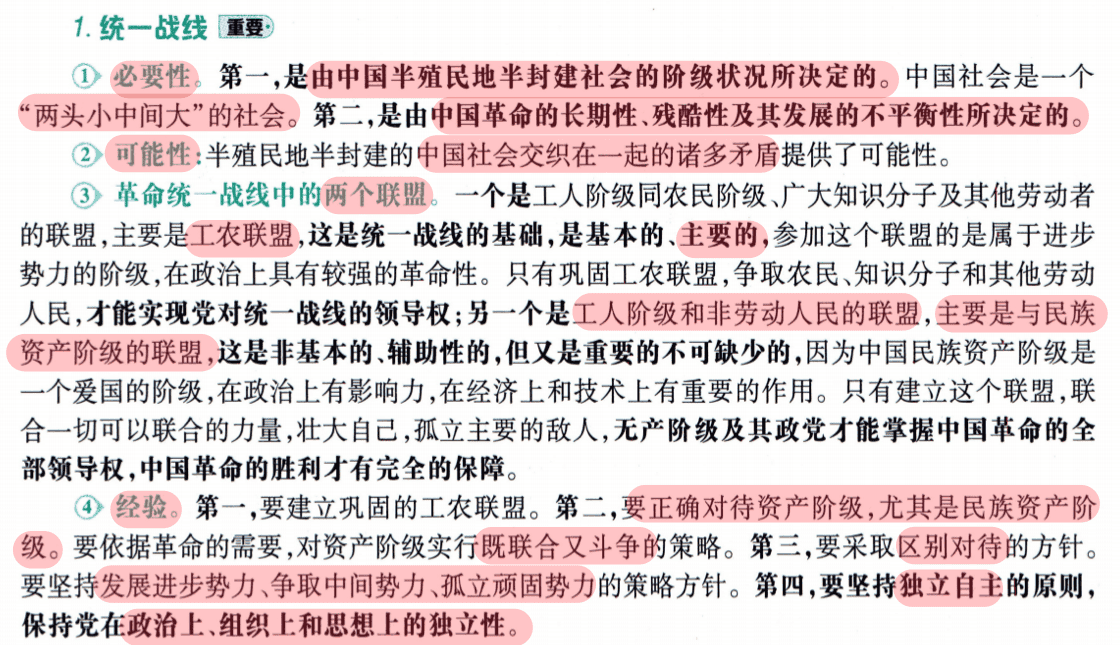 1. 统一战线 重要
① 必要性。第一,是由中国半殖民地半封建社会的阶级状况所决定的。中国社会是一个
“两头小中间大”的社会。第二,是由中国革命的长期性、残酷性及其发展的不平衡性所决定的。
② 可能性:半殖民地半封建的中国社会交织在一起的诸多矛盾提供了可能性。
③ 革命统一战线中的两个联盟。一个是工人阶级同农民阶级、广大知识分子及其他劳动者
的联盟,主要是工农联盟,这是统一战线的基础,是基本的、主要的,参加这个联盟的是属于进步
势力的阶级,在政治上具有较强的革命性。只有巩固工农联盟,争取农民、知识分子和其他劳动
人民,才能实现党对统一战线的领导权;另一个是工人阶级和非劳动人民的联盟,主要是与民族
资产阶级的联盟,这是非基本的、辅助性的,但又是重要的不可缺少的,因为中国民族资产阶级是
一个爱国的阶级,在政治上有影响力,在经济上和技术上有重要的作用。只有建立这个联盟,联
合一切可以联合的力量,壮大自己,孤立主要的敌人,无产阶级及其政党才能掌握中国革命的全
部领导权,中国革命的胜利才有完全的保障。
④ 经验。第一,要建立巩固的工农联盟。第二,要正确对待资产阶级,尤其是民族资产阶
级。要依据革命的需要,对资产阶级实行既联合又斗争的策略。第三,要采取区别对待的方针。
要坚持发展进步势力、争取中间势力、孤立顽固势力的策略方针。第四,要坚持独立自主的原则,
保持党在政治上、组织上和思想上的独立性。